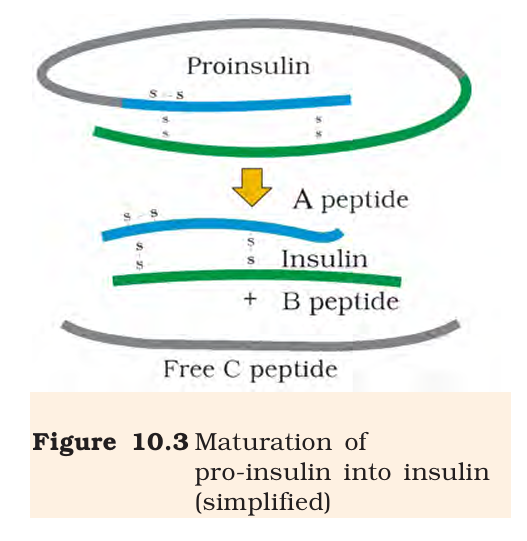 Proinsulin
s s
s s
s s
A peptide
s s
s s
s s Insulin
+ B peptide
Free C peptide
Figure 10.3 Maturation of
pro-insulin into insulin
(simplified)